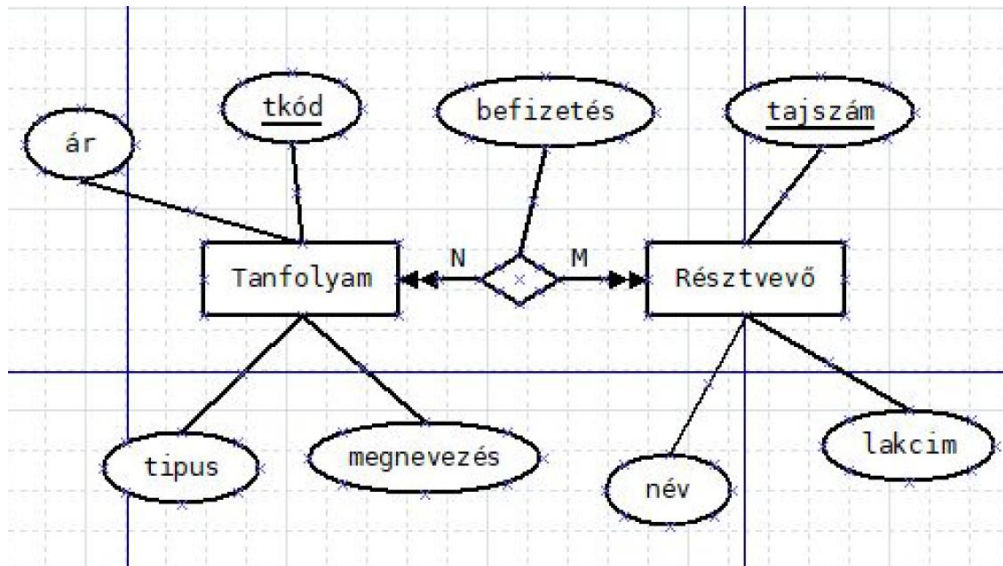 ár
tkód
befizetés
tajszám
Tanfolyam
N
M
Résztvevő
tipus
megnevezés
név
lakcim